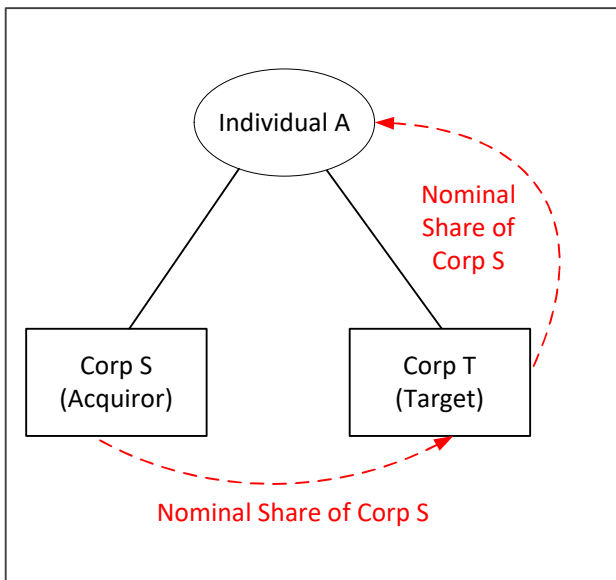 Individual A
Nominal
Share of
Corp S
Corp S
(Acquiror)
Corp T
(Target)
Nominal Share of Corp S